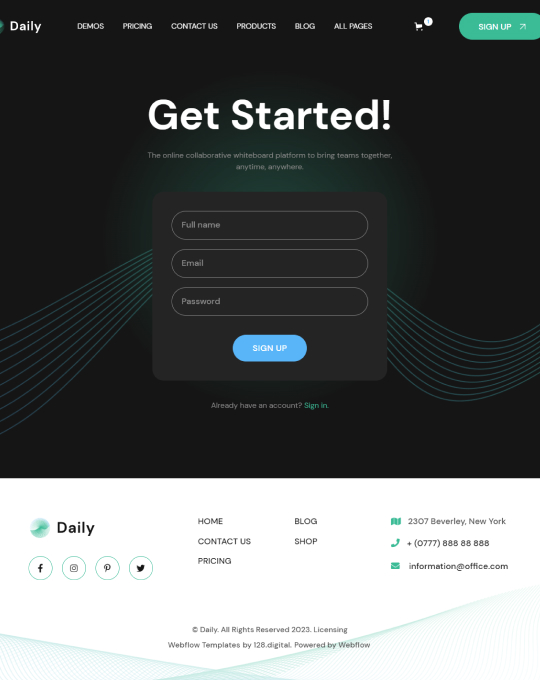 Daily
DEMOS PRICING CONTACT US PRODUCTS BLOG ALL PAGES
SIGN UP
Get Started!
The online collaborative whiteboard platform to bring teams together,
anytime, anywhere.
Full name
Email
Password
SIGN UP
Already have an account? Sign in.
Daily
HOME
CONTACT US
PRICING
BLOG
SHOP
2307 Beverley, New York
+ (0777) 888 88 888
information@office.com
© Daily. All Rights Reserved 2023. Licensing
Webflow Templates by 128.digital. Powered by Webflow